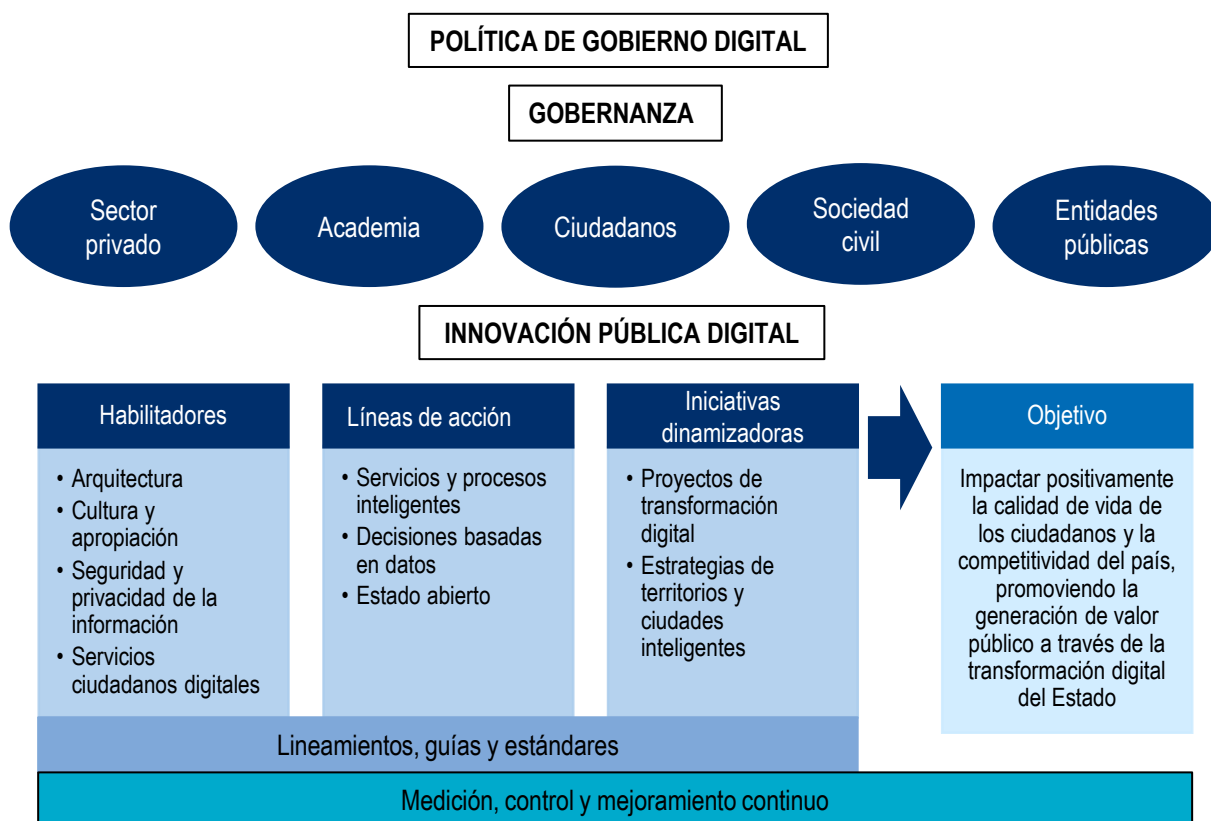 POLÍTICA DE GOBIERNO DIGITAL
GOBERNANZA
Sector
privado
Academia
Ciudadanos
Sociedad
civil
Entidades
públicas
INNOVACIÓN PÚBLICA DIGITAL
Habilitadores
• Arquitectura
• Cultura y
apropiación
• Seguridad y
privacidad de la
información
• Servicios
ciudadanos digitales
Líneas de acción
• Servicios y procesos
inteligentes
• Decisiones basadas
en datos
• Estado abierto
Iniciativas
dinamizadoras
• Proyectos de
transformación
digital
• Estrategias de
territorios y
ciudades
inteligentes
Objetivo
Impactar positivamente
la calidad de vida de
los ciudadanos y la
competitividad del país,
promoviendo la
generación de valor
público a través de la
transformación digital
del Estado
Lineamientos, guías y estándares
Medición, control y mejoramiento continuo